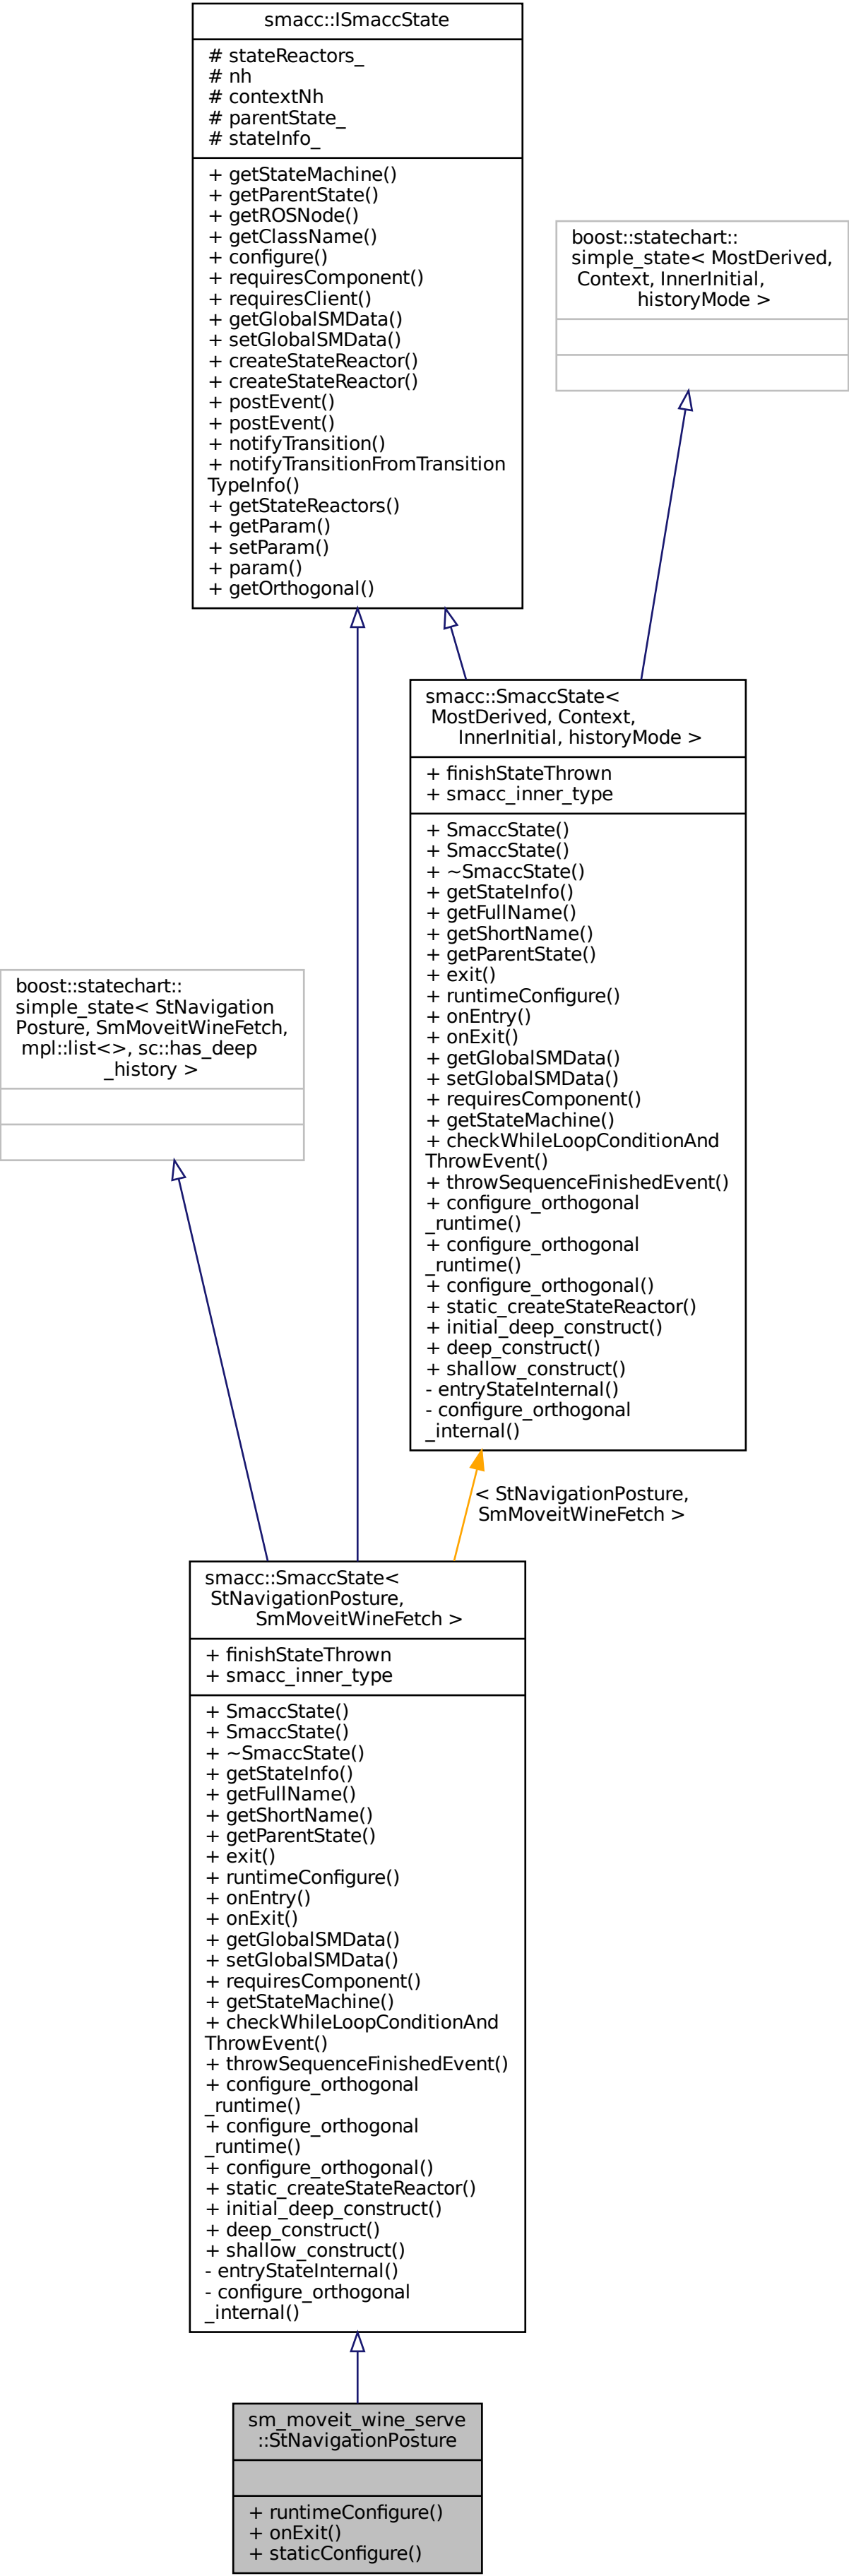 smacc::ISmaccState
# stateReactors_
# nh
# contextNh
# parentState_
# stateInfo_
+ getStateMachine()
+ getParentState()
+ getROSNode()
+ getClassName()
+ configure()
+ requiresComponent()
+ requiresClient()
+ getGlobalSMData()
+ setGlobalSMData()
+ createStateReactor()
+ createStateReactor()
+ postEvent()
+ postEvent()
+ notifyTransition()
+ notifyTransitionFromTransition
TypeInfo()
+ getStateReactors()
+ getParam()
+ setParam()
+ param()
+ getOrthogonal()
boost::statechart::
simple_state< MostDerived,
Context, InnerInitial,
historyMode >
smacc::SmaccState<
MostDerived, Context,
InnerInitial, historyMode >
+ finishStateThrown
+ smacc_inner_type
+ SmaccState()
+ SmaccState()
+ ~SmaccState()
+ getStateInfo()
+ getFullName()
+ getShortName()
+ getParentState()
+ exit()
+ runtimeConfigure()
+ onEntry()
+ onExit()
+ getGlobalSMData()
+ setGlobalSMData()
+ requiresComponent()
+ getStateMachine()
+ checkWhileLoopConditionAnd
ThrowEvent()
+ throwSequenceFinishedEvent()
+ configure_orthogonal
_runtime()
+ configure_orthogonal
_runtime()
+ configure_orthogonal()
+ static_createStateReactor()
+ initial_deep_construct()
+ deep_construct()
+ shallow_construct()
- entryStateInternal()
- configure_orthogonal
_internal()
boost::statechart::
simple_state< StNavigation
Posture, SmMoveitWineFetch,
mpl::list<>, sc::has_deep
_history >
< StNavigationPosture,
SmMoveitWineFetch >
smacc::SmaccState<
StNavigationPosture,
SmMoveitWineFetch >
+ finishStateThrown
+ smacc_inner_type
+ SmaccState()
+ SmaccState()
+ ~SmaccState()
+ getStateInfo()
+ getFullName()
+ getShortName()
+ getParentState()
+ exit()
+ runtimeConfigure()
+ onEntry()
+ onExit()
+ getGlobalSMData()
+ setGlobalSMData()
+ requiresComponent()
+ getStateMachine()
+ checkWhileLoopConditionAnd
ThrowEvent()
+ throwSequenceFinishedEvent()
+ configure_orthogonal
_runtime()
+ configure_orthogonal
_runtime()
+ configure_orthogonal()
+ static_createStateReactor()
+ initial_deep_construct()
+ deep_construct()
+ shallow_construct()
- entryStateInternal()
- configure_orthogonal
_internal()
sm_moveit_wine_serve
::StNavigationPosture
+ runtimeConfigure()
+ onExit()
+ staticConfigure()